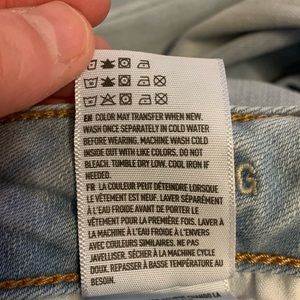 EN COLOR MAY TRANSFER WHEN NEW.
WASH ONCE SEPARATELY IN COLD WATER
BEFORE WEARING. MACHINE WASH COLD
INSIDE OUT WITH LIKE COLORS. DO NOT
BLEACH. TUMBLE DRY LOW. COOL IRON IF
NEEDED.
FR LA COULEUR PEUT DÉTEINDRE LORSQUE
LE VÊTEMENT EST NEUF. LAVER SÉPARÉMENT
À L'EAU FROIDE AVANT DE PORTER LE
VÊTEMENT POUR LA PREMIÈRE FOIS. LAVER À
LA MACHINE À L'EAU FROIDE À L'ENVERS
AVEC COULEURS SIMILAIRES. NE PAS
JAVELLISER. SÉCHER À LA MACHINE CYCLE
DOUX. REPASSER À BASSE TEMPÉRATURE
SI NÉCESSAIRE.
G